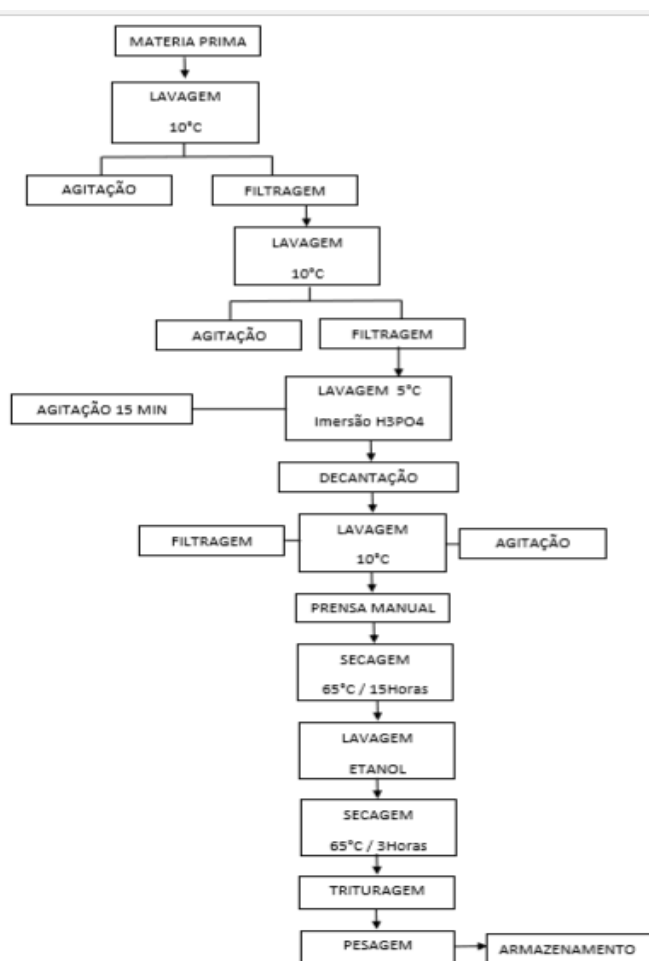 MATERIA PRIMA
LAVAGEM
10°C
AGITAÇÃO
FILTRAGEM
LAVAGEM
10°C
AGITAÇÃO
FILTRAGEM
LAVAGEM 5°C
Imersão H3PO4
AGITAÇÃO 15 MIN
DECANTAÇÃO
LAVAGEM
10°C
FILTRAGEM
AGITAÇÃO
PRENSA MANUAL
SECAGEM
65°C / 15Horas
LAVAGEM
ETANOL
SECAGEM
65°C / 3Horas
TRITURAGEM
PESAGEM
ARMAZENAMENTO